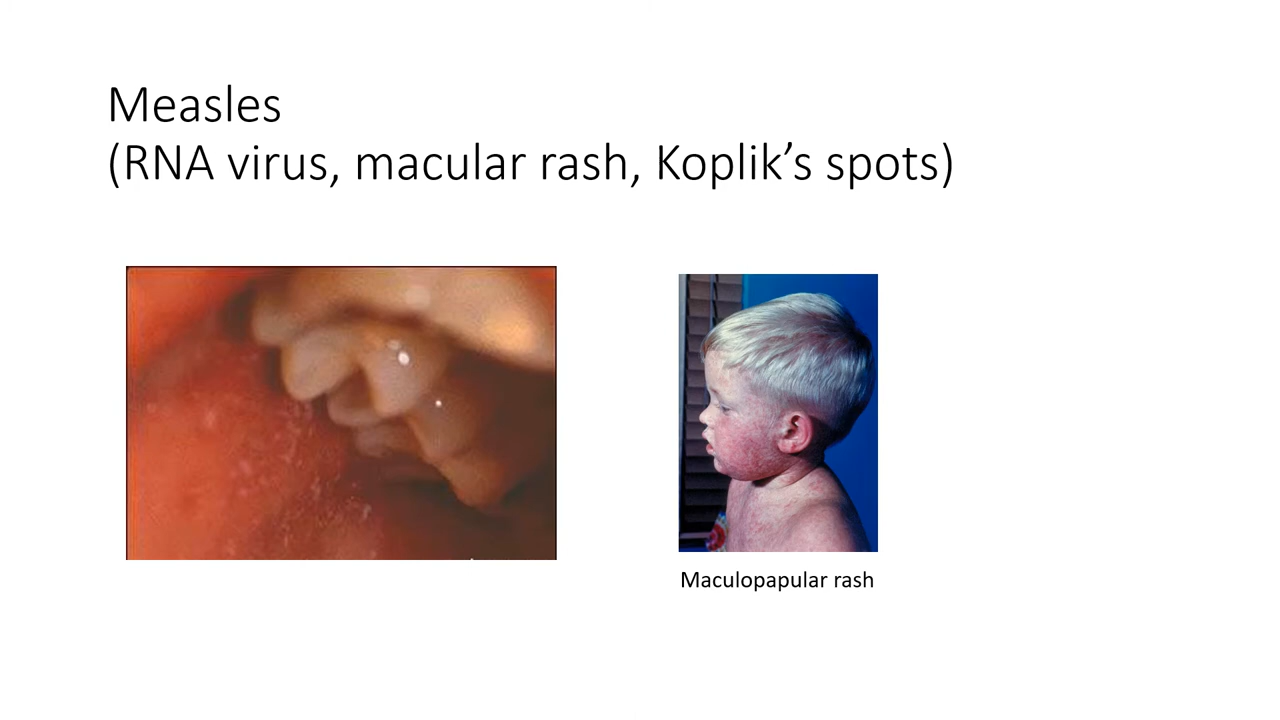 Measles
(RNA virus, macular rash, Koplik’s spots)
Maculopapular rash